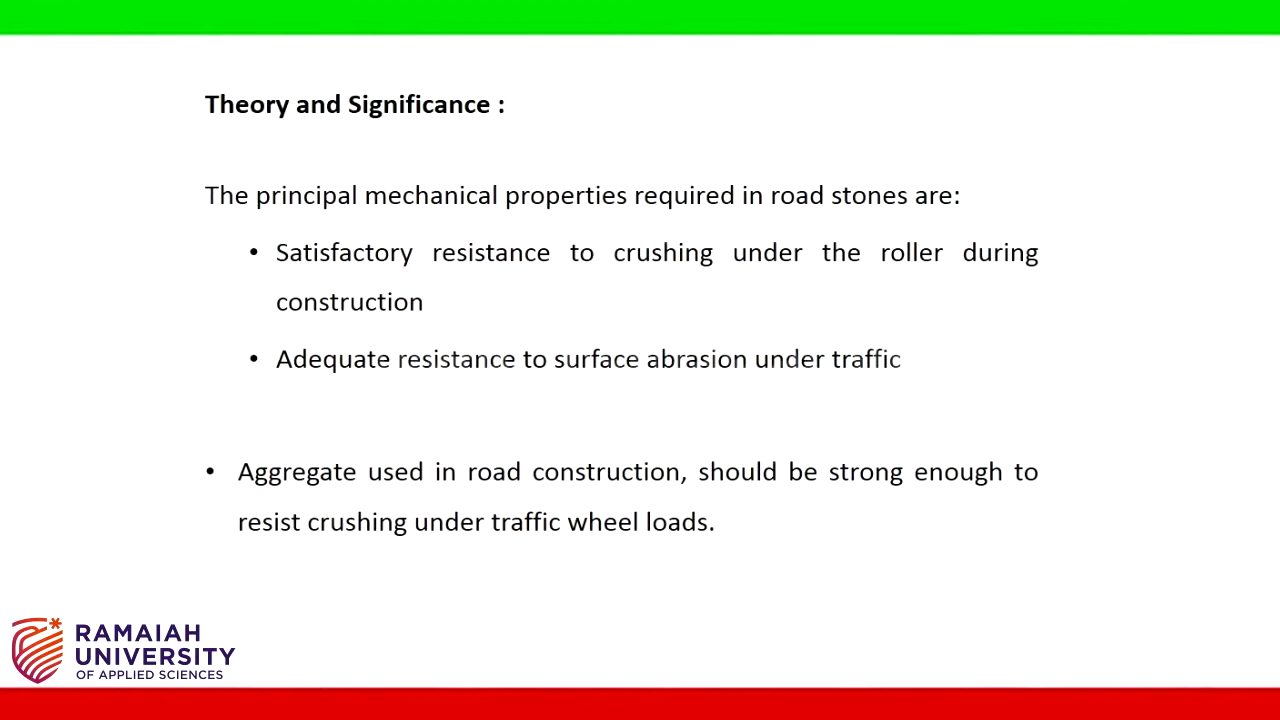 Theory and Significance :
The principal mechanical properties required in road stones are:
• Satisfactory resistance to crushing under the roller during
construction
• Adequate resistance to surface abrasion under traffic
• Aggregate used in road construction, should be strong enough to
resist crushing under traffic wheel loads.
RAMAIAH
UNIVERSITY
OF APPLIED SCIENCES